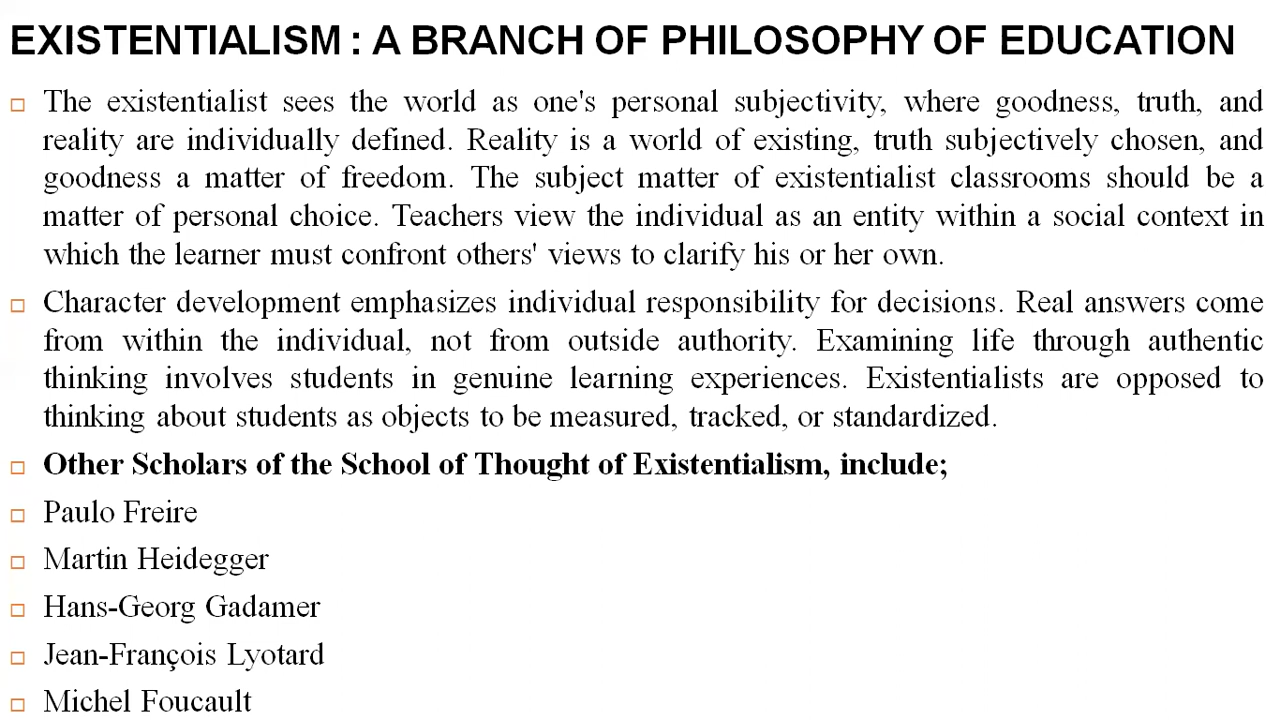 EXISTENTIALISM : A BRANCH OF PHILOSOPHY OF EDUCATION
The existentialist sees the world as one's personal subjectivity, where goodness, truth, and
reality are individually defined. Reality is a world of existing, truth subjectively chosen, and
goodness a matter of freedom. The subject matter of existentialist classrooms should be a
matter of personal choice. Teachers view the individual as an entity within a social context in
which the learner must confront others' views to clarify his or her own.
Character development emphasizes individual responsibility for decisions. Real answers come
from within the individual, not from outside authority. Examining life through authentic
thinking involves students in genuine learning experiences. Existentialists are opposed to
thinking about students as objects to be measured, tracked, or standardized.
Other Scholars of the School of Thought of Existentialism, include;
Paulo Freire
Martin Heidegger
Hans-Georg Gadamer
Jean-François Lyotard
Michel Foucault